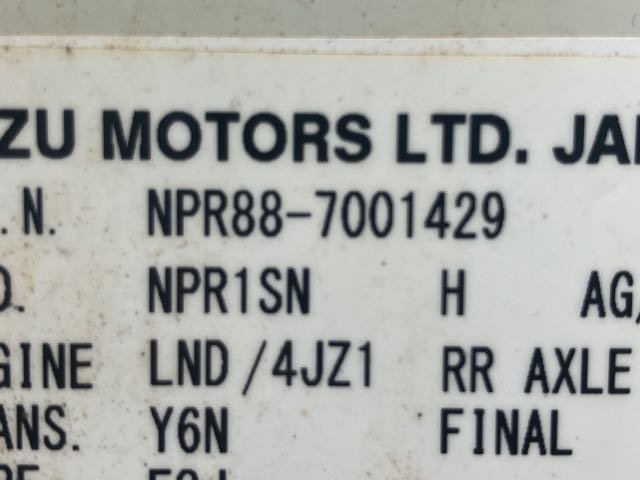 ZU MOTORS LTD. JA
.N. NPR88-7001429
D. NPR1SN H AG
GINE LND/4JZ1 RR AXLE
ANS. Y6N FINAL